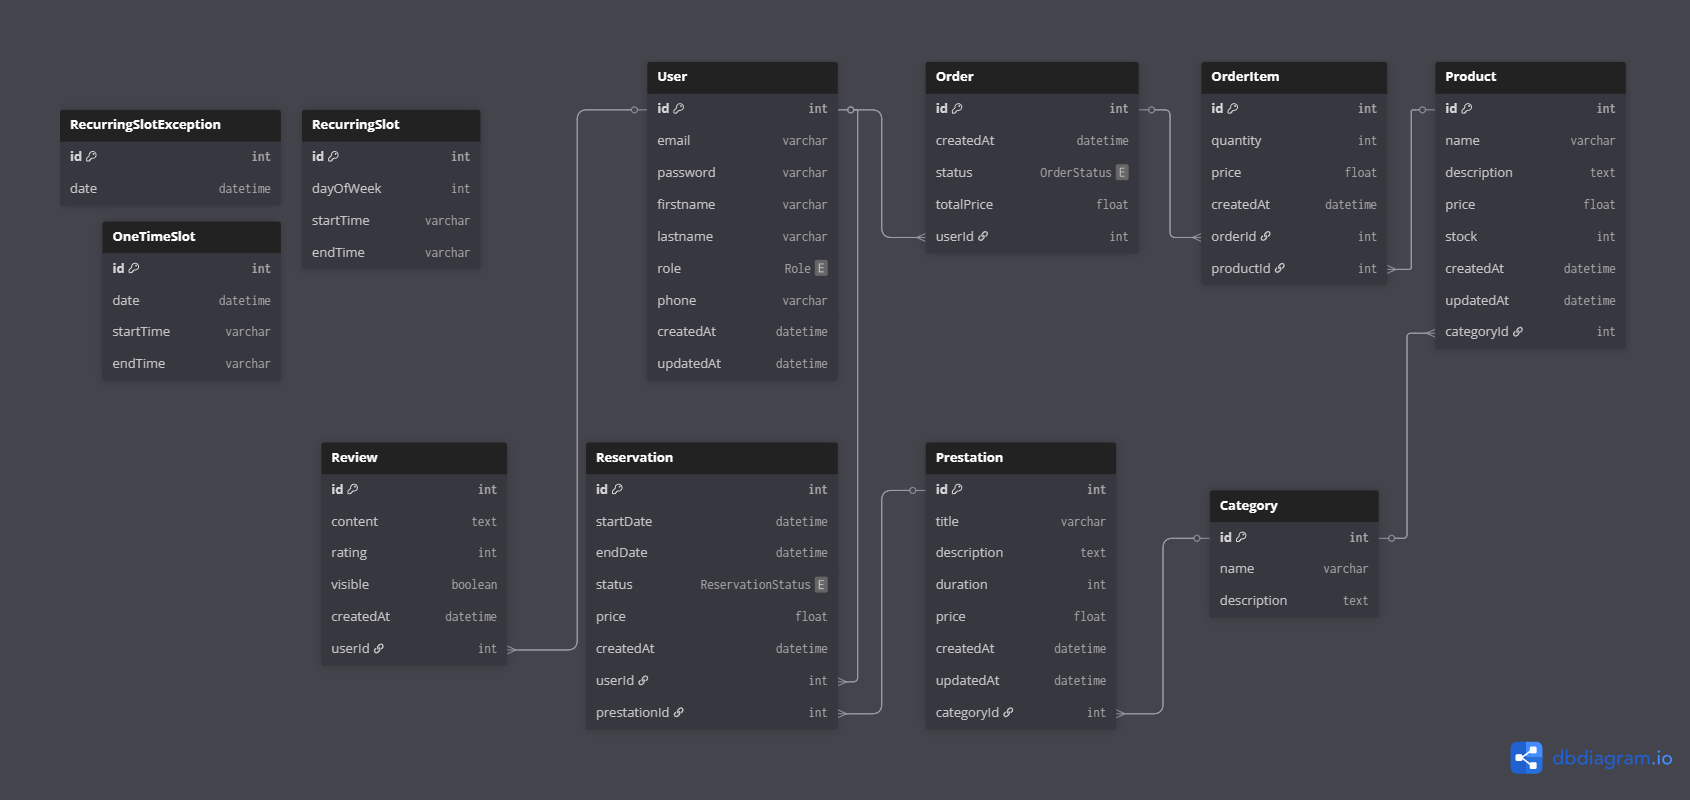 RecurringSlotException
id int
date datetime
RecurringSlot
id int
dayOfWeek int
startTime varchar
endTime varchar
OneTimeSlot
id int
date datetime
startTime varchar
endTime varchar
User
id int
email varchar
password varchar
firstname varchar
lastname varchar
role Role E
phone varchar
createdAt datetime
updatedAt datetime
Order
id int
createdAt datetime
status OrderStatus E
totalPrice float
userId int
OrderItem
id int
quantity int
price float
createdAt datetime
orderId int
productId int
Product
id int
name varchar
description text
price float
stock int
createdAt datetime
updatedAt datetime
categoryId int
Review
id int
content text
rating int
visible boolean
createdAt datetime
userId int
Reservation
id int
startDate datetime
endDate datetime
status ReservationStatus E
price float
createdAt datetime
userId int
prestationId int
Prestation
id int
title varchar
description text
duration int
price float
createdAt datetime
updatedAt datetime
categoryId int
Category
id int
name varchar
description text
dbdiagram.io